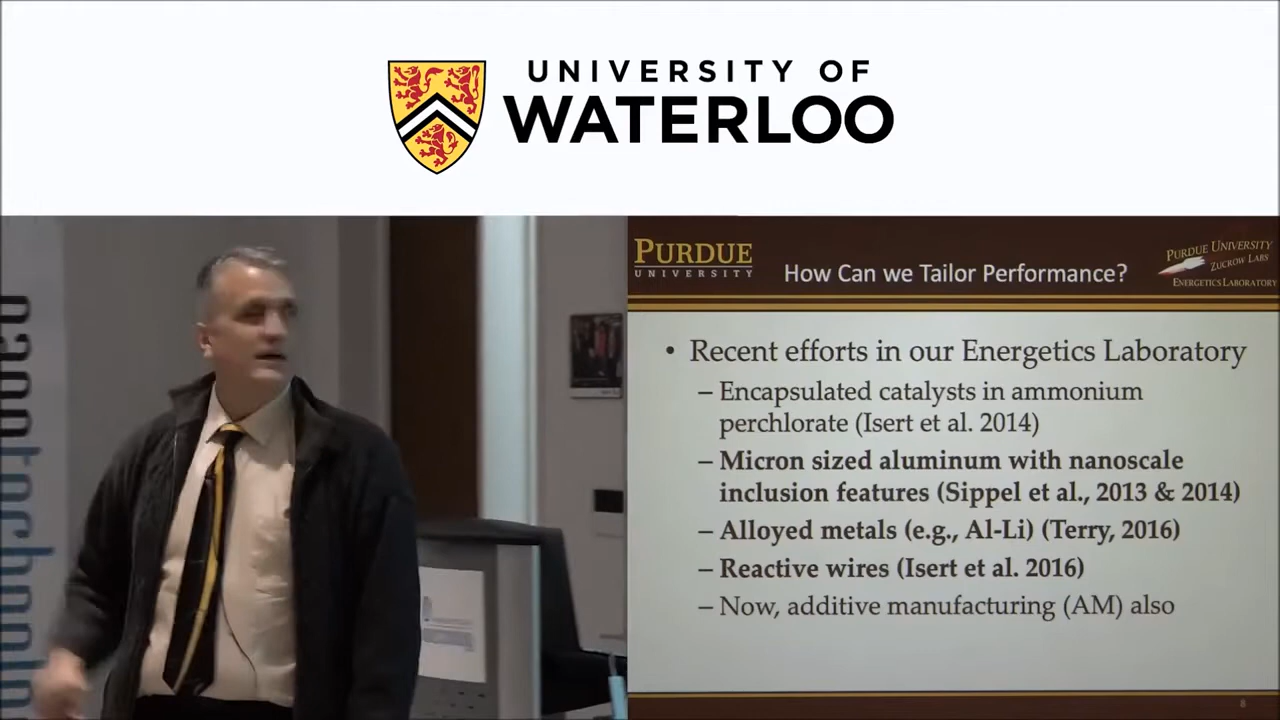 UNIVERSITY OF
WATERLOO
PURDUE
UNIVERSITY
How Can we Tailor Performance?
PURDUE UNIVERSITY
ZUCROW LABS
ENERGETICS LABORATORY
• Recent efforts in our Energetics Laboratory
– Encapsulated catalysts in ammonium
perchlorate (Isert et al. 2014)
– Micron sized aluminum with nanoscale
inclusion features (Sippel et al., 2013 & 2014)
– Alloyed metals (e.g., Al-Li) (Terry, 2016)
– Reactive wires (Isert et al. 2016)
– Now, additive manufacturing (AM) also
8